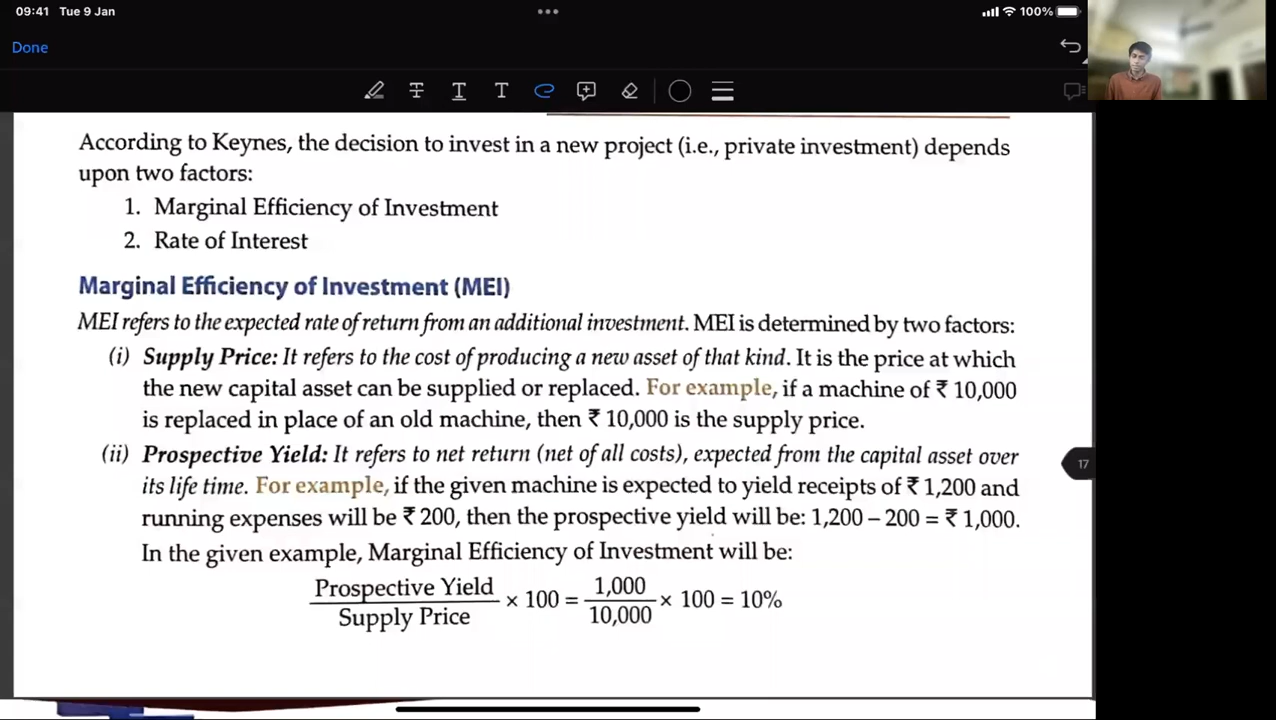 09:41 Tue 9 Jan
100%
Done
According to Keynes, the decision to invest in a new project (i.e., private investment) depends
upon two factors:
1. Marginal Efficiency of Investment
2. Rate of Interest
Marginal Efficiency of Investment (MEI)
MEI refers to the expected rate of return from an additional investment. MEI is determined by two factors:
(i) Supply Price: It refers to the cost of producing a new asset of that kind. It is the price at which
the new capital asset can be supplied or replaced. For example, if a machine of ₹ 10,000
is replaced in place of an old machine, then ₹ 10,000 is the supply price.
(ii) Prospective Yield: It refers to net return (net of all costs), expected from the capital asset over
its life time. For example, if the given machine is expected to yield receipts of ₹ 1,200 and
running expenses will be ₹ 200, then the prospective yield will be: 1,200 – 200 = ₹ 1,000.
In the given example, Marginal Efficiency of Investment will be:
Prospective Yield / Supply Price × 100 = 1,000 / 10,000 × 100 = 10%
17